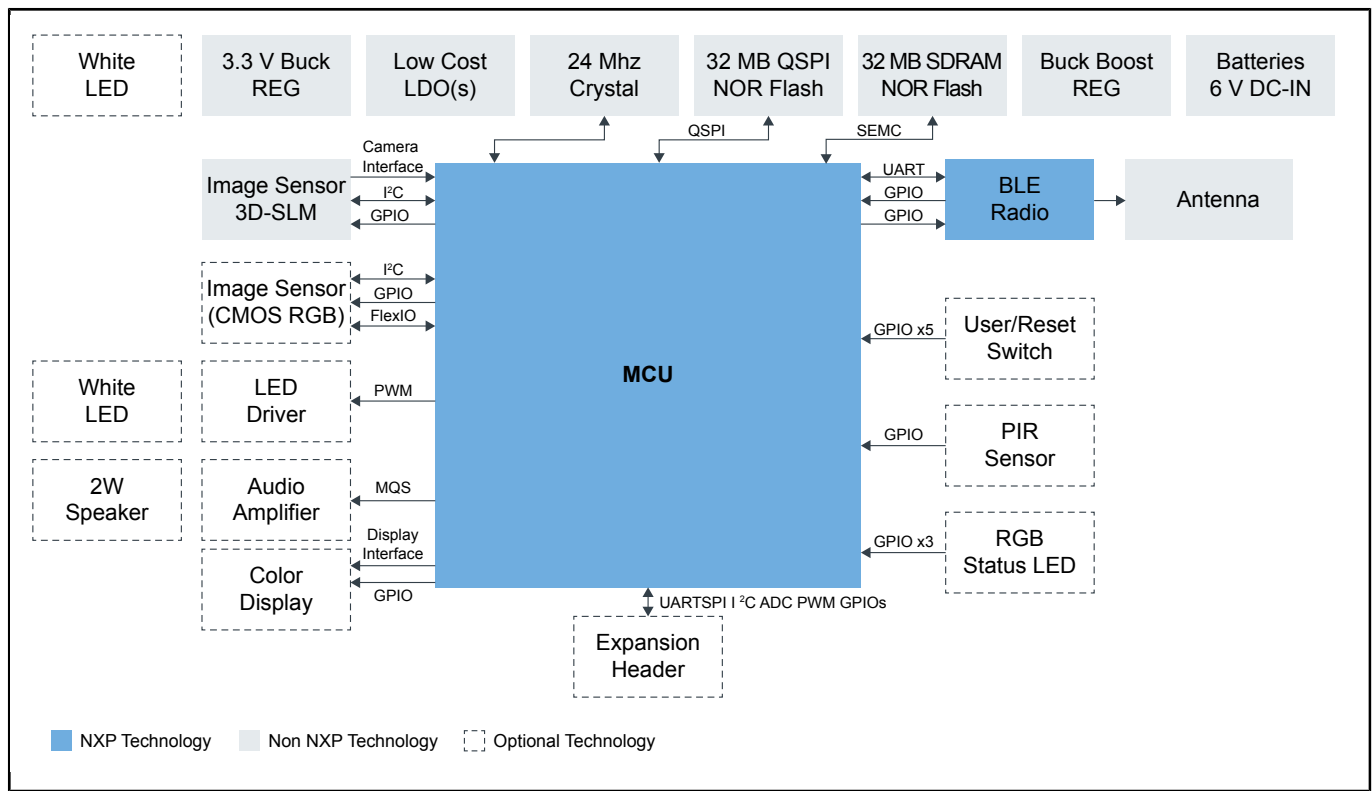 White
LED
3.3 V Buck
REG
Low Cost
LDO(s)
24 Mhz
Crystal
32 MB QSPI
NOR Flash
32 MB SDRAM
NOR Flash
Buck Boost
REG
Batteries
6 V DC-IN
QSPI
SEMC
Image Sensor
3D-SLM
Camera
Interface
I²C
GPIO
UART
GPIO
GPIO
BLE
Radio
Antenna
Image Sensor
(CMOS RGB)
I²C
GPIO
FlexIO
MCU
GPIO x5
User/Reset
Switch
White
LED
LED
Driver
PWM
GPIO
PIR
Sensor
2W
Speaker
Audio
Amplifier
MQS
GPIO x3
RGB
Status LED
Color
Display
Display
Interface
GPIO
UARTSPI I ²C ADC PWM GPIOs
Expansion
Header
NXP Technology
Non NXP Technology
Optional Technology